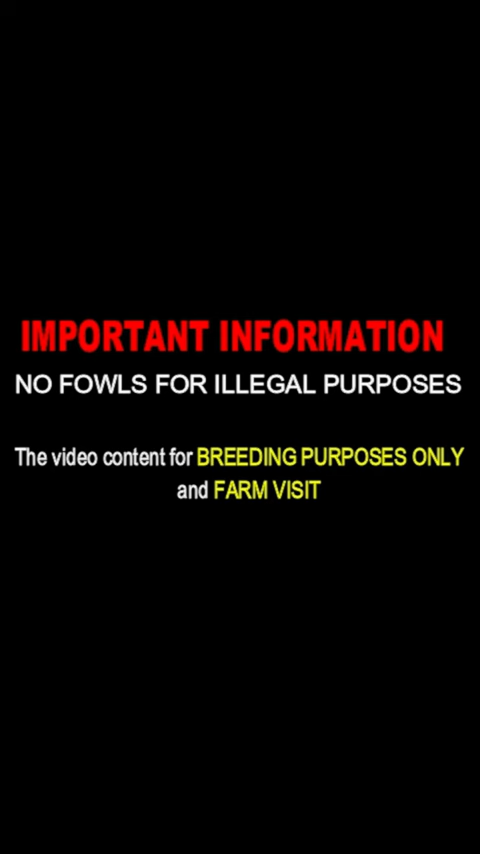 IMPORTANT INFORMATION
NO FOWLS FOR ILLEGAL PURPOSES
The video content for BREEDING PURPOSES ONLY
and FARM VISIT